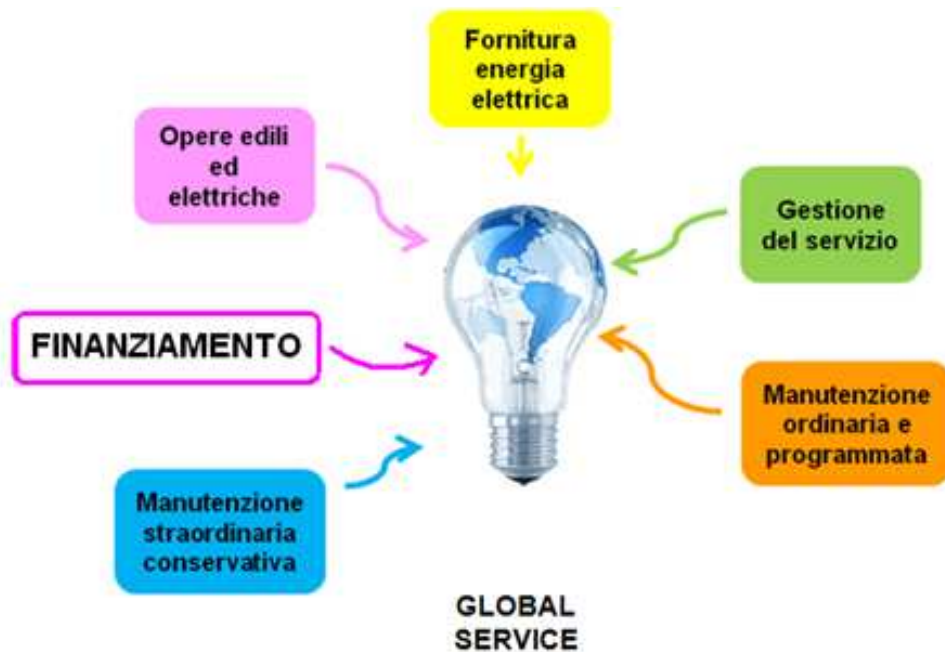 Fornitura
energia
elettrica
Opere edili
ed
elettriche
Gestione
del servizio
FINANZIAMENTO
Manutenzione
ordinaria e
programmata
Manutenzione
straordinaria
conservativa
GLOBAL
SERVICE